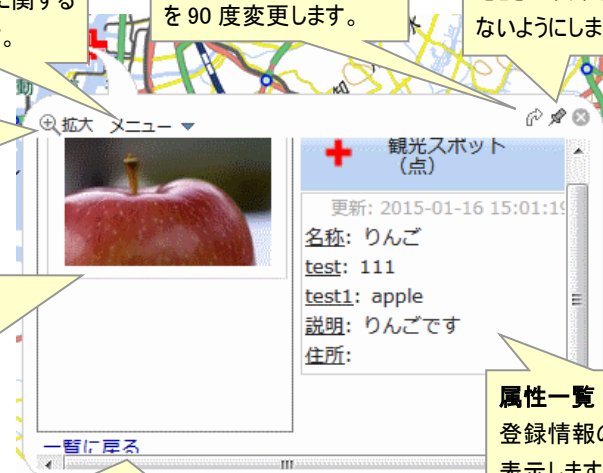 に関する
。
を 90 度変更します。
ないようにしま
拡大 メニュー
観光スポット
(点)
更新: 2015-01-16 15:01:19
名称: りんご
test: 111
test1: apple
説明: りんごです
住所:
一覧に戻る
属性一覧
登録情報の
表示します